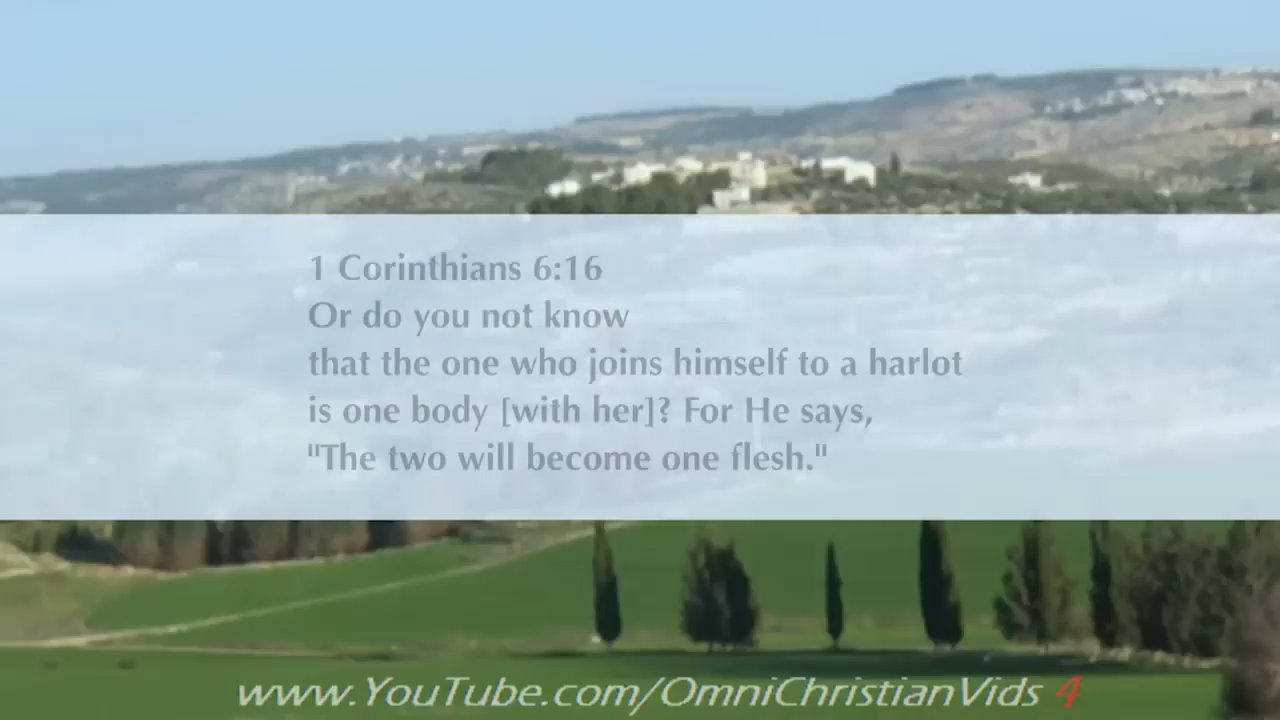 1 Corinthians 6:16
Or do you not know
that the one who joins himself to a harlot
is one body [with her]? For He says,
"The two will become one flesh."
www.YouTube.com/OmniChristianVids 4